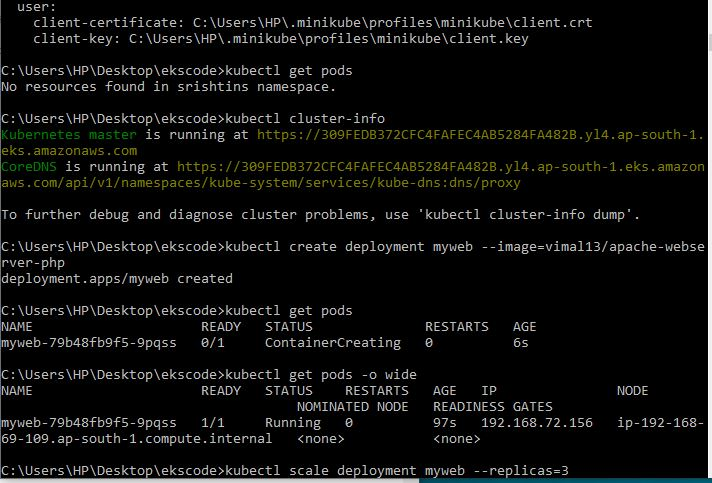 user:
    client-certificate: C:\Users\HP\.minikube\profiles\minikube\client.crt
    client-key: C:\Users\HP\.minikube\profiles\minikube\client.key
C:\Users\HP\Desktop\ekscode>kubectl get pods
No resources found in srishtins namespace.
C:\Users\HP\Desktop\ekscode>kubectl cluster-info
Kubernetes master is running at https://309FEDB372CFC4FAFEC4AB5284FA482B.yl4.ap-south-1.
eks.amazonaws.com
CoreDNS is running at https://309FEDB372CFC4FAFEC4AB5284FA482B.yl4.ap-south-1.eks.amazon
aws.com/api/v1/namespaces/kube-system/services/kube-dns:dns/proxy
To further debug and diagnose cluster problems, use 'kubectl cluster-info dump'.
C:\Users\HP\Desktop\ekscode>kubectl create deployment myweb --image=vimal13/apache-webse
rver-php
deployment.apps/myweb created
C:\Users\HP\Desktop\ekscode>kubectl get pods
NAME                     READY   STATUS              RESTARTS   AGE
myweb-79b48fb9f5-9pqss   0/1     ContainerCreating   0          6s
C:\Users\HP\Desktop\ekscode>kubectl get pods -o wide
NAME                     READY   STATUS    RESTARTS   AGE   IP               NODE
                                     NOMINATED NODE   READINESS GATES
myweb-79b48fb9f5-9pqss   1/1     Running   0          97s   192.168.72.156   ip-192-168-
69-109.ap-south-1.compute.internal   <none>           <none>
C:\Users\HP\Desktop\ekscode>kubectl scale deployment myweb --replicas=3